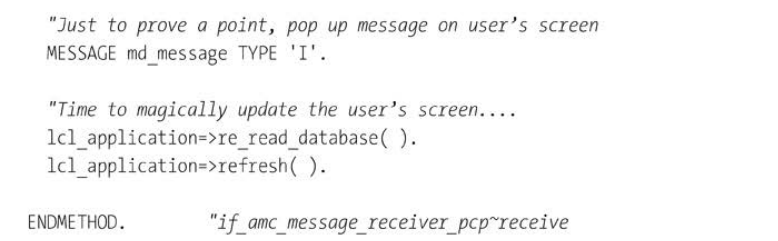 "Just to prove a point, pop up message on user's screen
MESSAGE md_message TYPE 'I'.
"Time to magically update the user's screen....
lcl_application=>re_read_database( ).
lcl_application=>refresh( ).
ENDMETHOD. "if_amc_message_receiver_pcp~receive